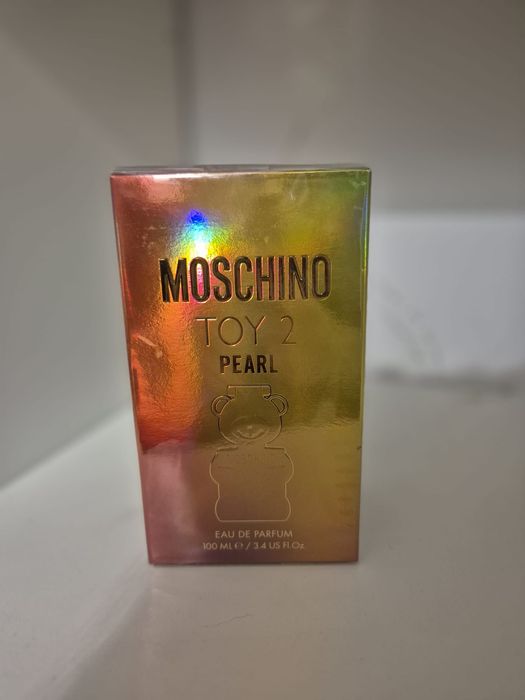 MOSCHINO
TOY 2
PEARL
EAU DE PARFUM
100 ML ℮ / 3.4 US Fl.Oz.